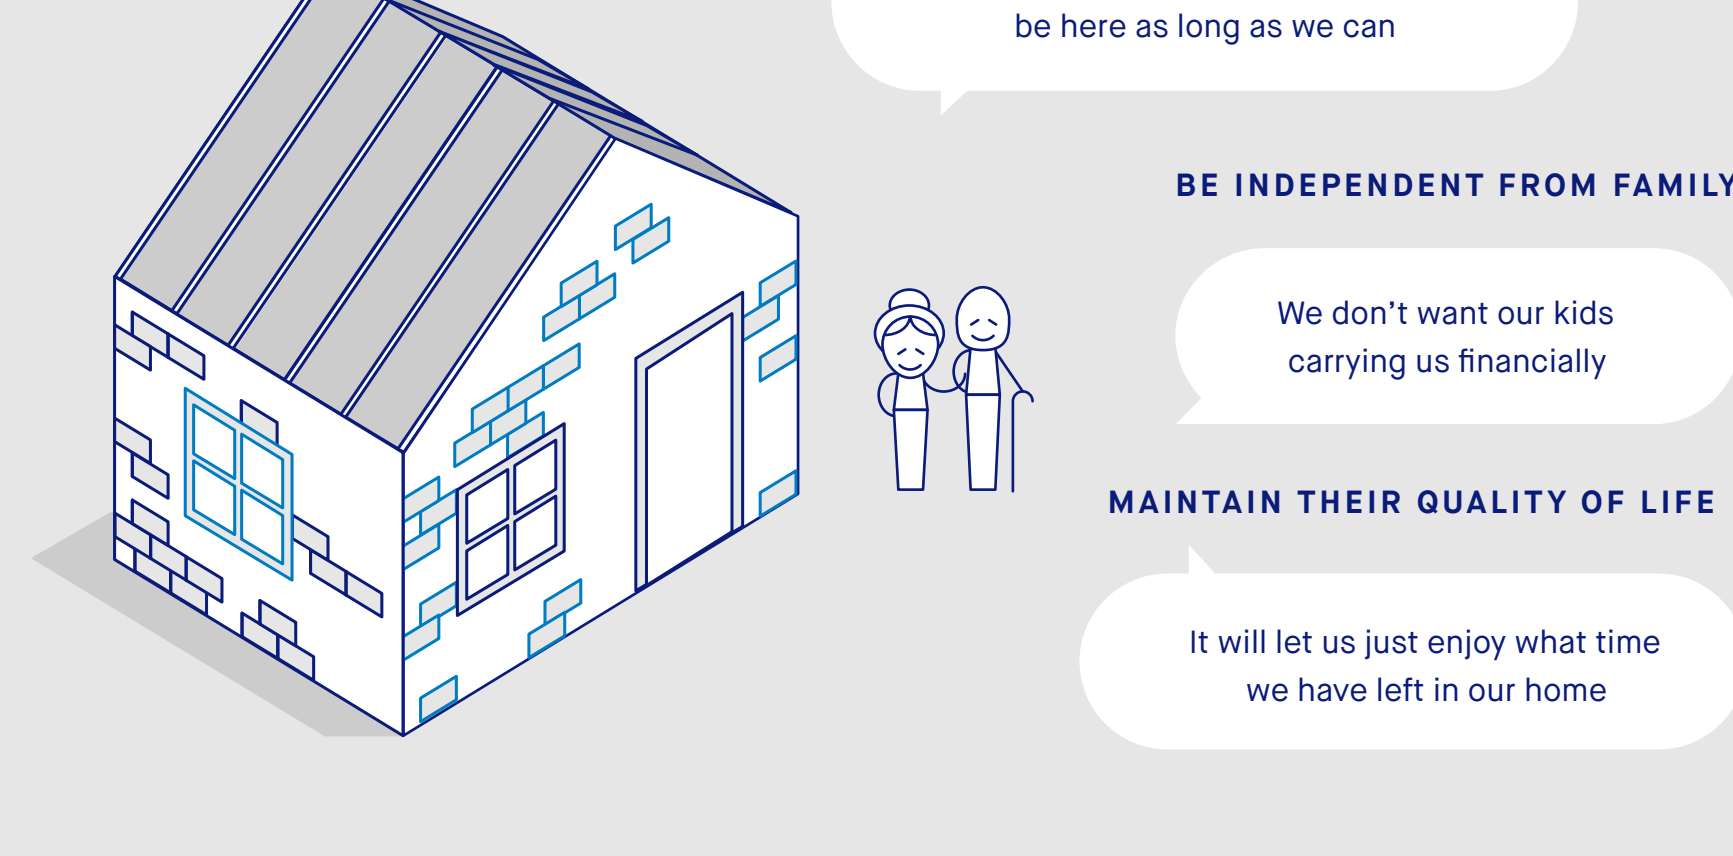 be here as long as we can
BE INDEPENDENT FROM FAMILY
We don’t want our kids
carrying us financially
MAINTAIN THEIR QUALITY OF LIFE
It will let us just enjoy what time
we have left in our home